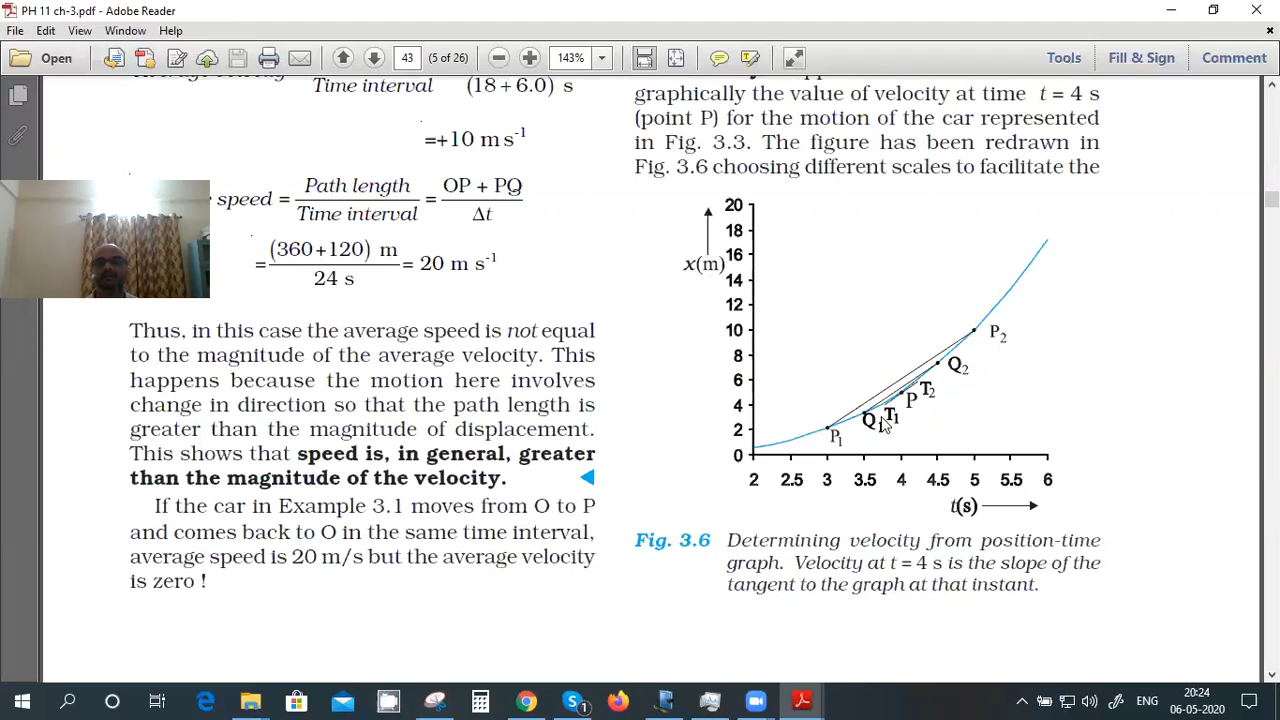 PH 11 ch-3.pdf - Adobe Reader
File Edit View Window Help
Open 43 (5 of 26) 143% Tools Fill & Sign Comment
Time interval (18 + 6.0) s
=+10 m s-1
speed = Path length / Time interval = OP + PQ / Δt
= (360+120) m / 24 s = 20 m s-1
Thus, in this case the average speed is not equal
to the magnitude of the average velocity. This
happens because the motion here involves
change in direction so that the path length is
greater than the magnitude of displacement.
This shows that speed is, in general, greater
than the magnitude of the velocity.
If the car in Example 3.1 moves from O to P
and comes back to O in the same time interval,
average speed is 20 m/s but the average velocity
is zero !
graphically the value of velocity at time t = 4 s
(point P) for the motion of the car represented
in Fig. 3.3. The figure has been redrawn in
Fig. 3.6 choosing different scales to facilitate the
20
18
x(m) 16
14
12
10 P2
8 Q2
6 T2
4 P
Q1 T1
2 P1
0
2 2.5 3 3.5 4 4.5 5 5.5 6
t(s)
Fig. 3.6 Determining velocity from position-time
graph. Velocity at t = 4 s is the slope of the
tangent to the graph at that instant.
ENG 20:24
06-05-2020